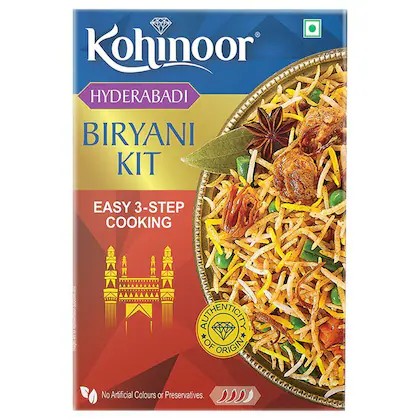 Kohinoor®
HYDERABADI
BIRYANI
KIT
EASY 3-STEP
COOKING
AUTHENTICITY
OF ORIGIN
No Artificial Colours or Preservatives.